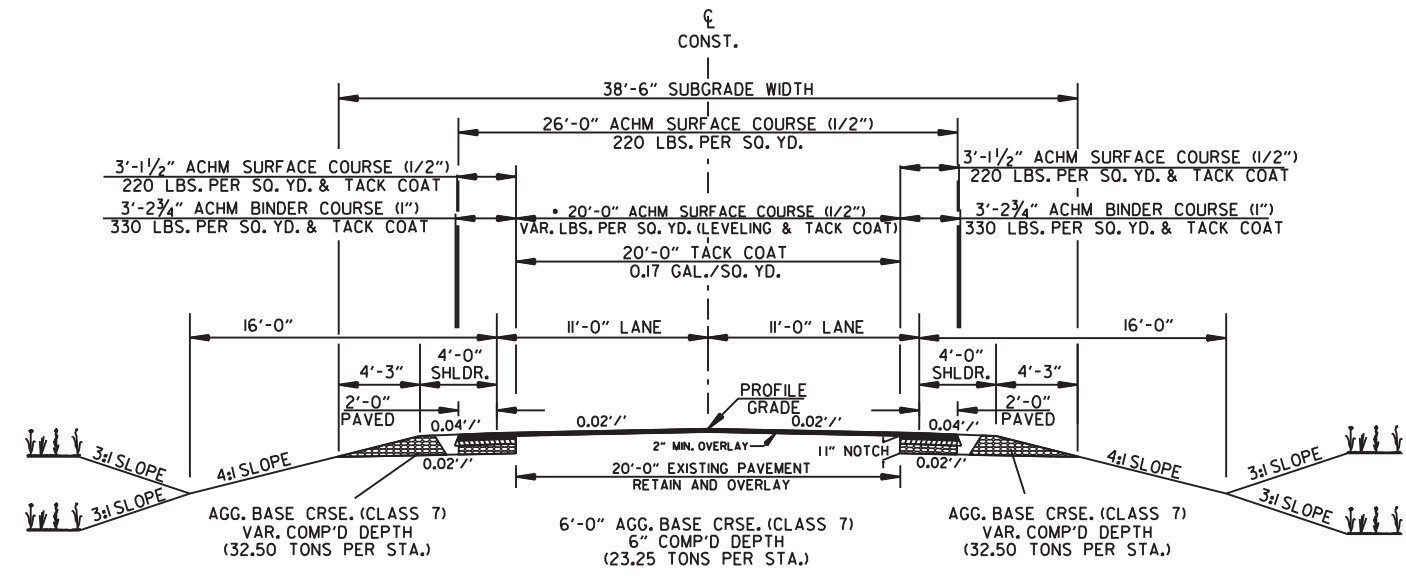 ℄
CONST.
38'-6" SUBGRADE WIDTH
26'-0" ACHM SURFACE COURSE (1/2")
220 LBS. PER SQ. YD.
3'-1 1/2" ACHM SURFACE COURSE (1/2")
220 LBS. PER SQ. YD. & TACK COAT
3'-1 1/2" ACHM SURFACE COURSE (1/2")
220 LBS. PER SQ. YD. & TACK COAT
3'-2 3/4" ACHM BINDER COURSE (1")
330 LBS. PER SQ. YD. & TACK COAT
• 20'-0" ACHM SURFACE COURSE (1/2")
VAR. LBS. PER SQ. YD. (LEVELING & TACK COAT)
3'-2 3/4" ACHM BINDER COURSE (1")
330 LBS. PER SQ. YD. & TACK COAT
20'-0" TACK COAT
0.17 GAL./SQ. YD.
16'-0"
11'-0" LANE
11'-0" LANE
16'-0"
4'-3"
4'-0"
SHLDR.
4'-0"
SHLDR.
4'-3"
2'-0"
PAVED
PROFILE
GRADE
2'-0"
PAVED
0.04'/'
0.02'/'
0.02'/'
0.04'/'
2" MIN. OVERLAY
11" NOTCH
3:1 SLOPE
4:1 SLOPE
0.02'/'
0.02'/'
4:1 SLOPE
3:1 SLOPE
3:1 SLOPE
3:1 SLOPE
20'-0" EXISTING PAVEMENT
RETAIN AND OVERLAY
AGG. BASE CRSE. (CLASS 7)
VAR. COMP'D DEPTH
(32.50 TONS PER STA.)
6'-0" AGG. BASE CRSE. (CLASS 7)
6" COMP'D DEPTH
(23.25 TONS PER STA.)
AGG. BASE CRSE. (CLASS 7)
VAR. COMP'D DEPTH
(32.50 TONS PER STA.)